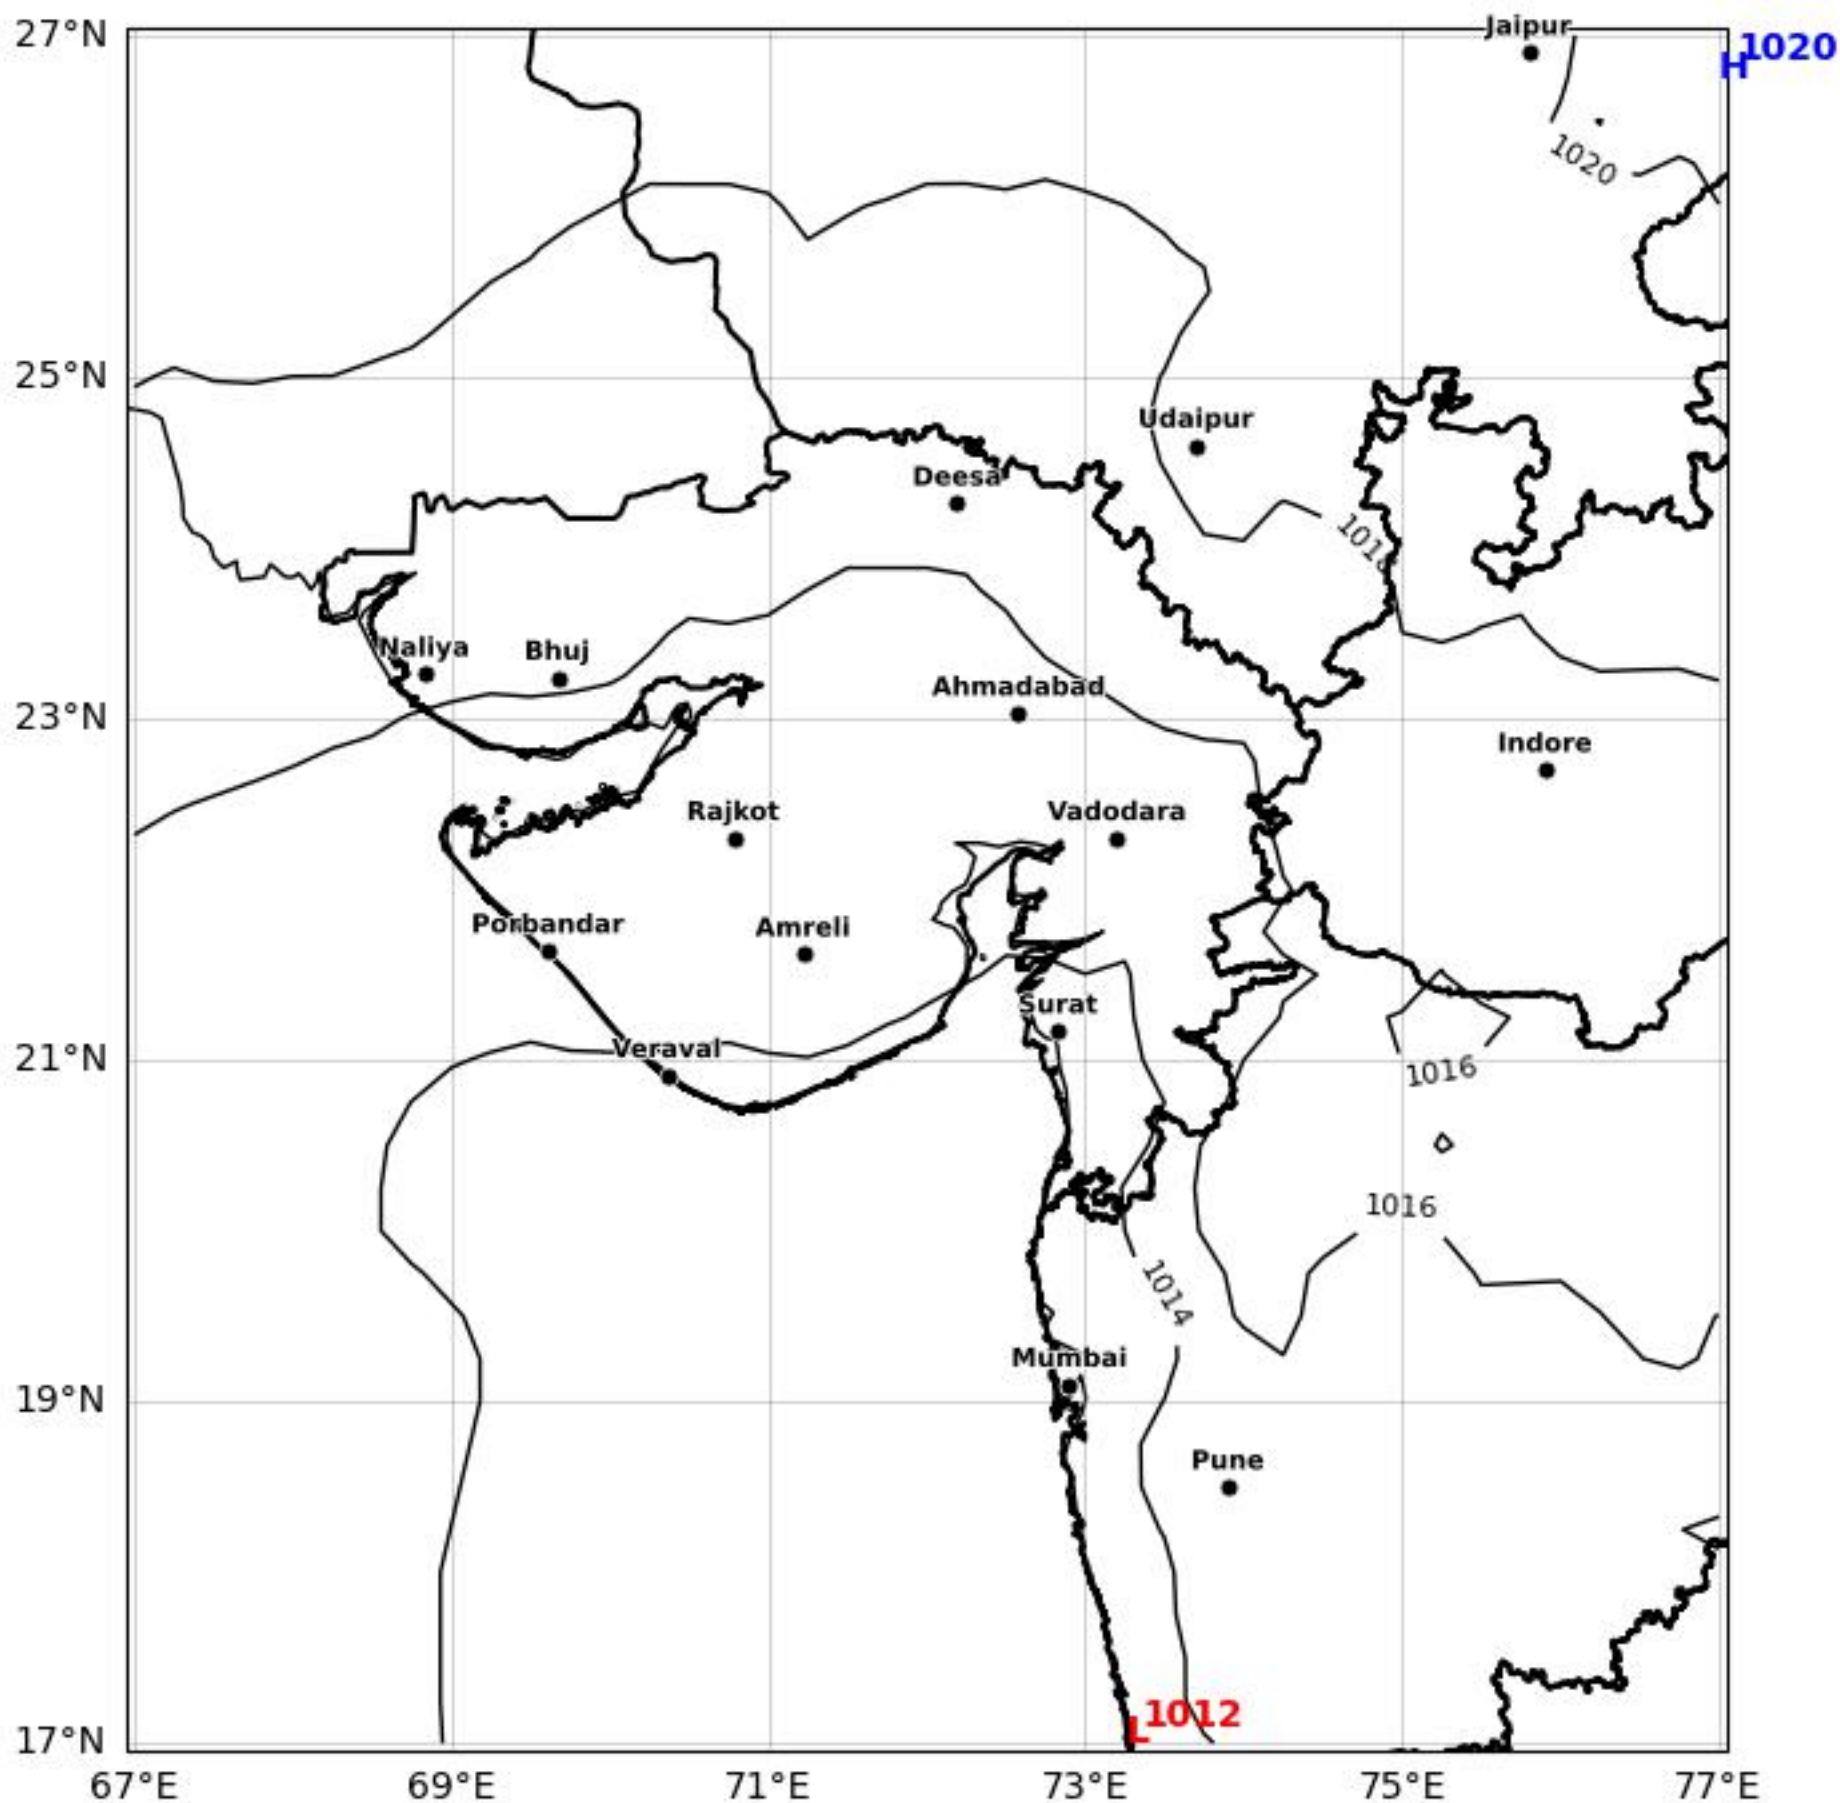 27°N
Jaipur
1020
H
1020
25°N
Udaipur
Deesa
1018
Naliya
Bhuj
Ahmadabad
23°N
Indore
Rajkot
Vadodara
Porbandar
Amreli
Surat
Veraval
21°N
1016
1016
1014
Mumbai
19°N
Pune
1012
L
17°N
67°E 69°E 71°E 73°E 75°E 77°E